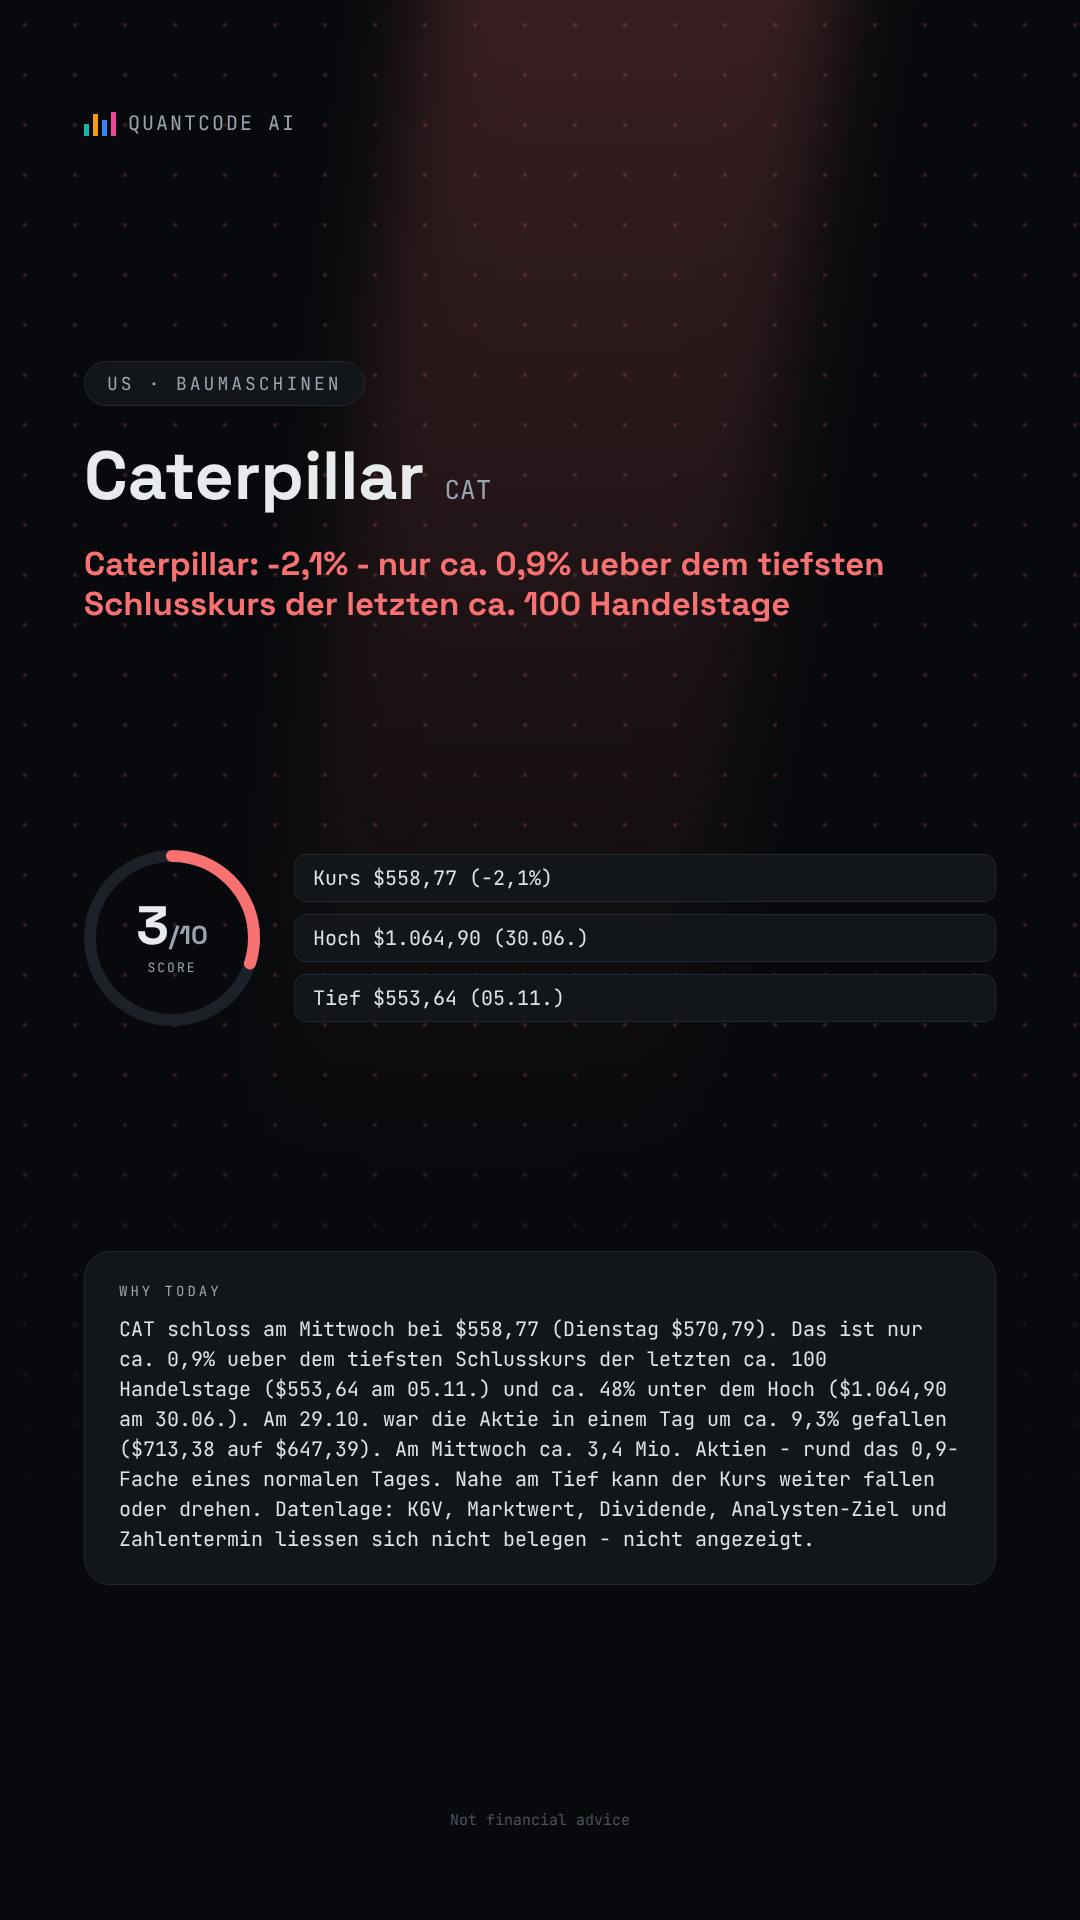 QUANTCODE AI
US · BAUMASCHINEN
Caterpillar CAT
Caterpillar: -2,1% - nur ca. 0,9% ueber dem tiefsten
Schlusskurs der letzten ca. 100 Handelstage
3/10
SCORE
Kurs $558,77 (-2,1%)
Hoch $1.064,90 (30.06.)
Tief $553,64 (05.11.)
WHY TODAY
CAT schloss am Mittwoch bei $558,77 (Dienstag $570,79). Das ist nur
ca. 0,9% ueber dem tiefsten Schlusskurs der letzten ca. 100
Handelstage ($553,64 am 05.11.) und ca. 48% unter dem Hoch ($1.064,90
am 30.06.). Am 29.10. war die Aktie in einem Tag um ca. 9,3% gefallen
($713,38 auf $647,39). Am Mittwoch ca. 3,4 Mio. Aktien - rund das 0,9-
Fache eines normalen Tages. Nahe am Tief kann der Kurs weiter fallen
oder drehen. Datenlage: KGV, Marktwert, Dividende, Analysten-Ziel und
Zahlentermin liessen sich nicht belegen - nicht angezeigt.
Not financial advice